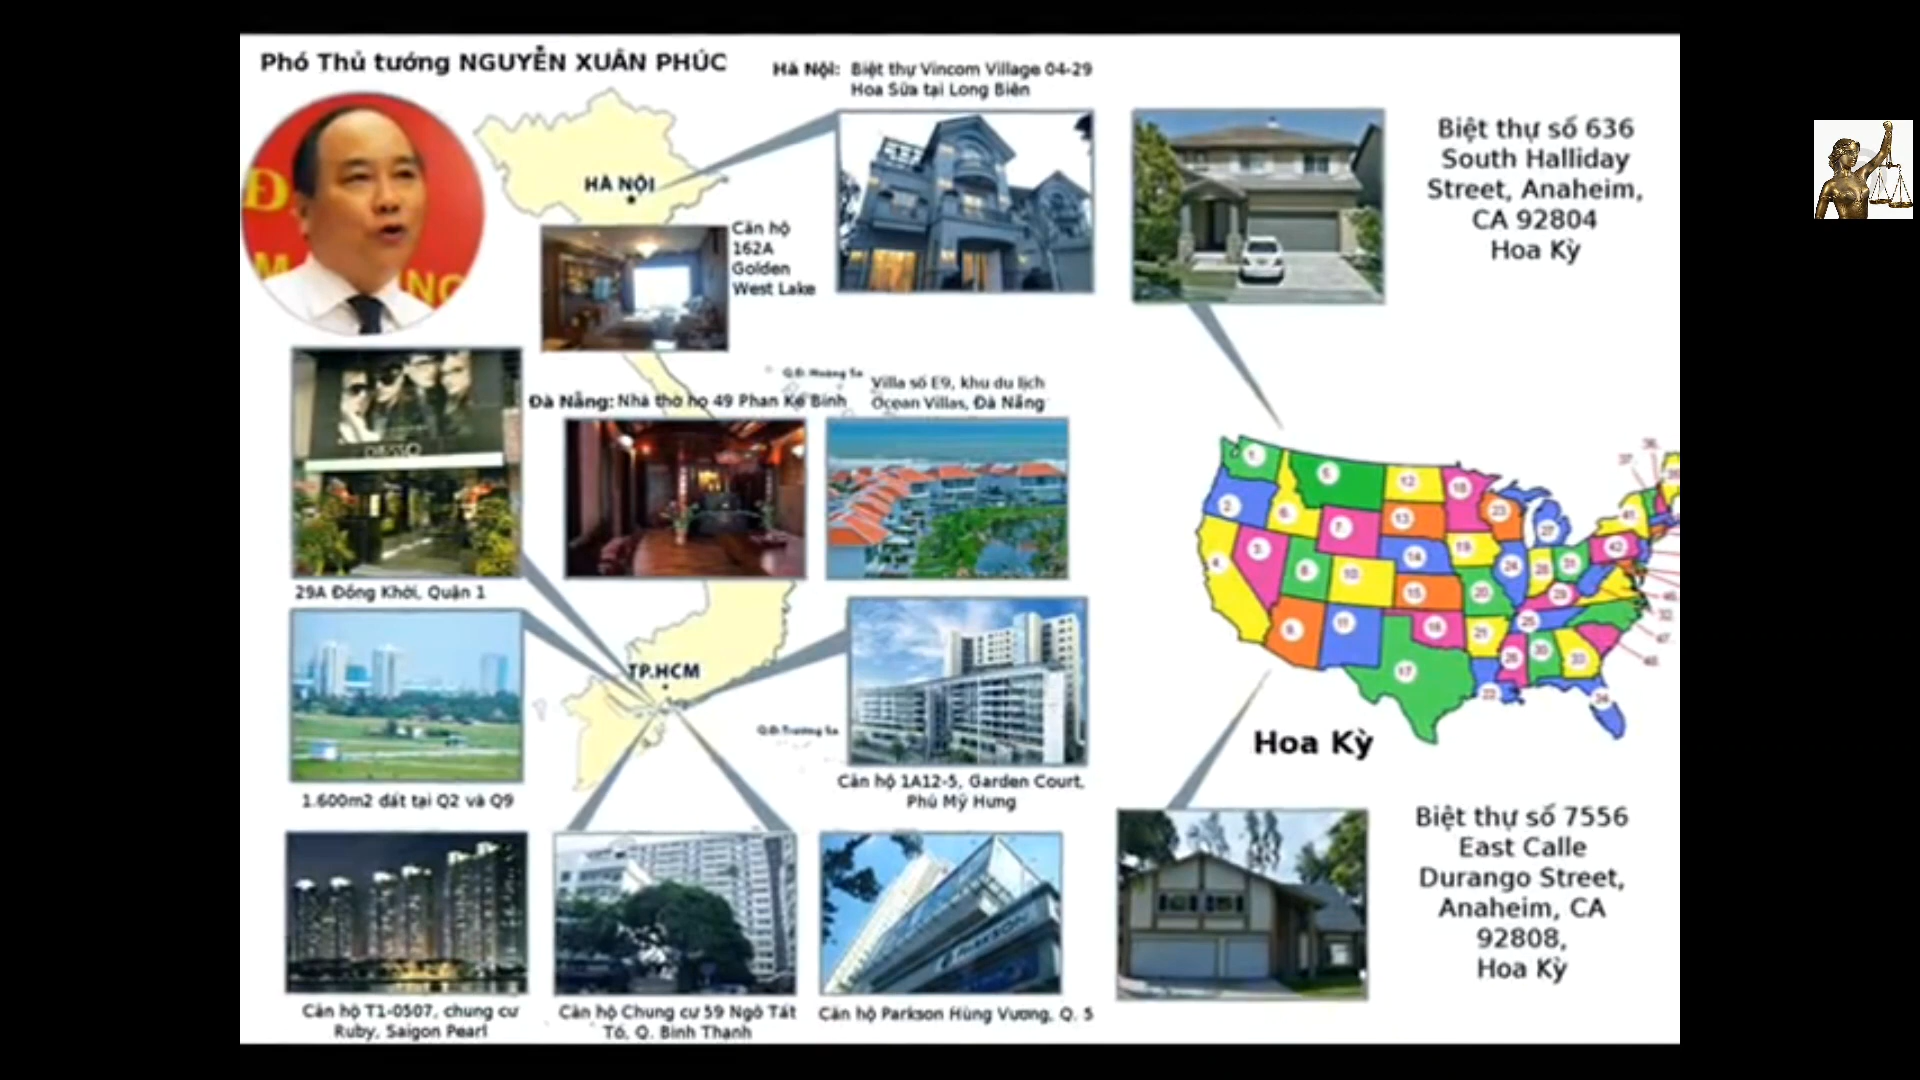 Phó Thủ tướng NGUYỄN XUÂN PHÚC
Hà Nội: Biệt thự Vincom Village 04-29
Hoa Sữa tại Long Biên
Biệt thự số 636
South Halliday
Street, Anaheim,
CA 92804
Hoa Kỳ
HÀ NỘI
Căn hộ
162A
Golden
West Lake
Q.Đ. Hoàng Sa
Villa số E9, khu du lịch
Ocean Villas, Đà Nẵng
Đà Nẵng: Nhà thờ họ 49 Phan Kế Bính
29A Đồng Khởi, Quận 1
TP.HCM
Q.Đ. Trường Sa
Căn hộ 1A12-5, Garden Court,
Phú Mỹ Hưng
1.600m2 đất tại Q2 và Q9
Hoa Kỳ
Biệt thự số 7556
East Calle
Durango Street,
Anaheim, CA
92808,
Hoa Kỳ
Căn hộ T1-0507, chung cư
Ruby, Saigon Pearl
Căn hộ Chung cư 59 Ngô Tất
Tố, Q. Bình Thạnh
Căn hộ Parkson Hùng Vương, Q. 5